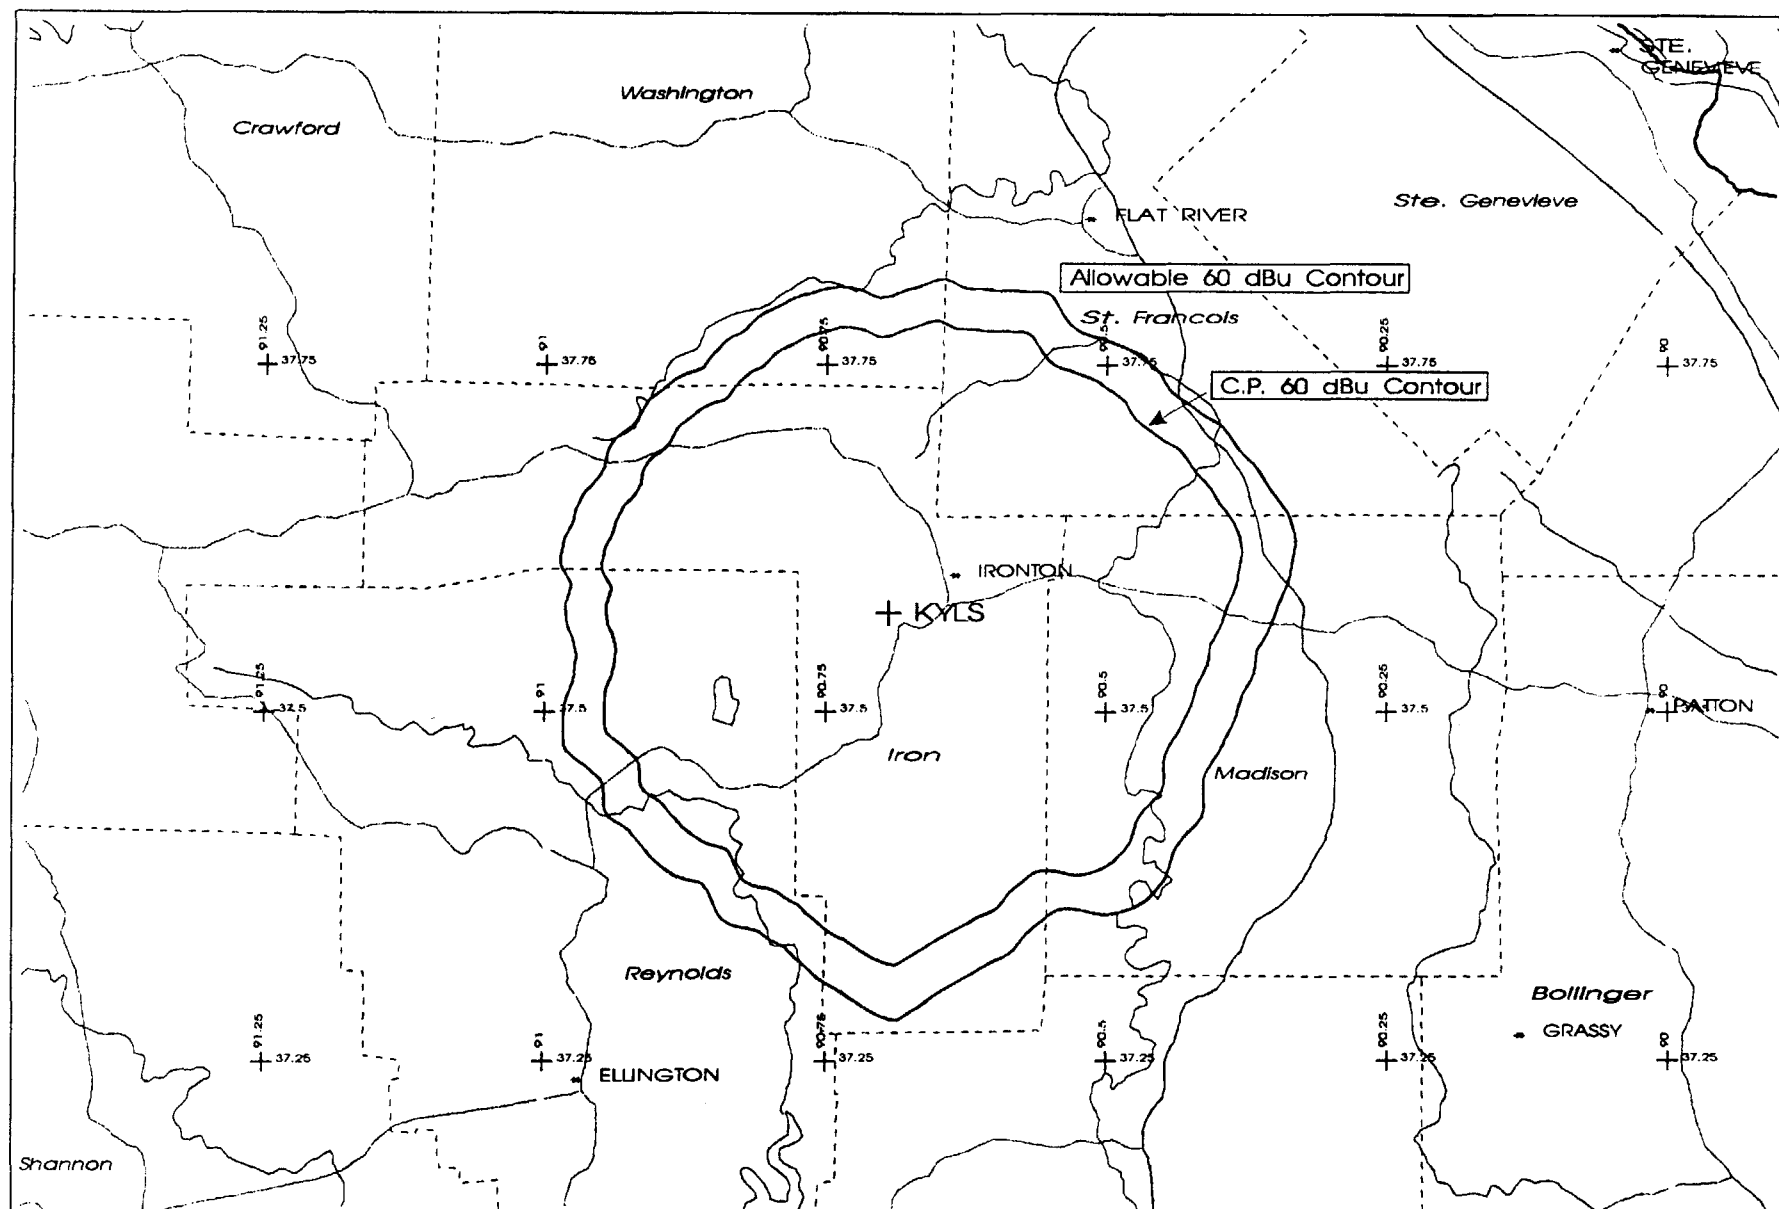 STE.
GENEVIEVE
Washington
Crawford
Ste. Genevieve
FLAT RIVER
Allowable 60 dBu Contour
St. Francois
91.25
37.75
91
37.75
90.75
37.75
90.5
37.75
90.25
37.75
90
37.75
C.P. 60 dBu Contour
IRONTON
KYLS
91.25
37.5
91
37.5
90.75
37.5
90.5
37.5
90.25
37.5
90
PATTON
Iron
Madison
Reynolds
Bollinger
GRASSY
91.25
37.25
91
37.25
90.75
37.25
90.5
37.25
90.25
37.25
90
37.25
ELLINGTON
Shannon